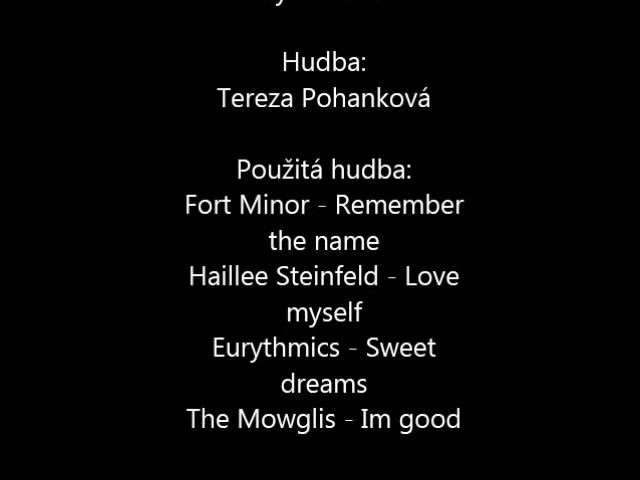 Hudba:
Tereza Pohanková
Použitá hudba:
Fort Minor - Remember
the name
Haillee Steinfeld - Love
myself
Eurythmics - Sweet
dreams
The Mowglis - Im good